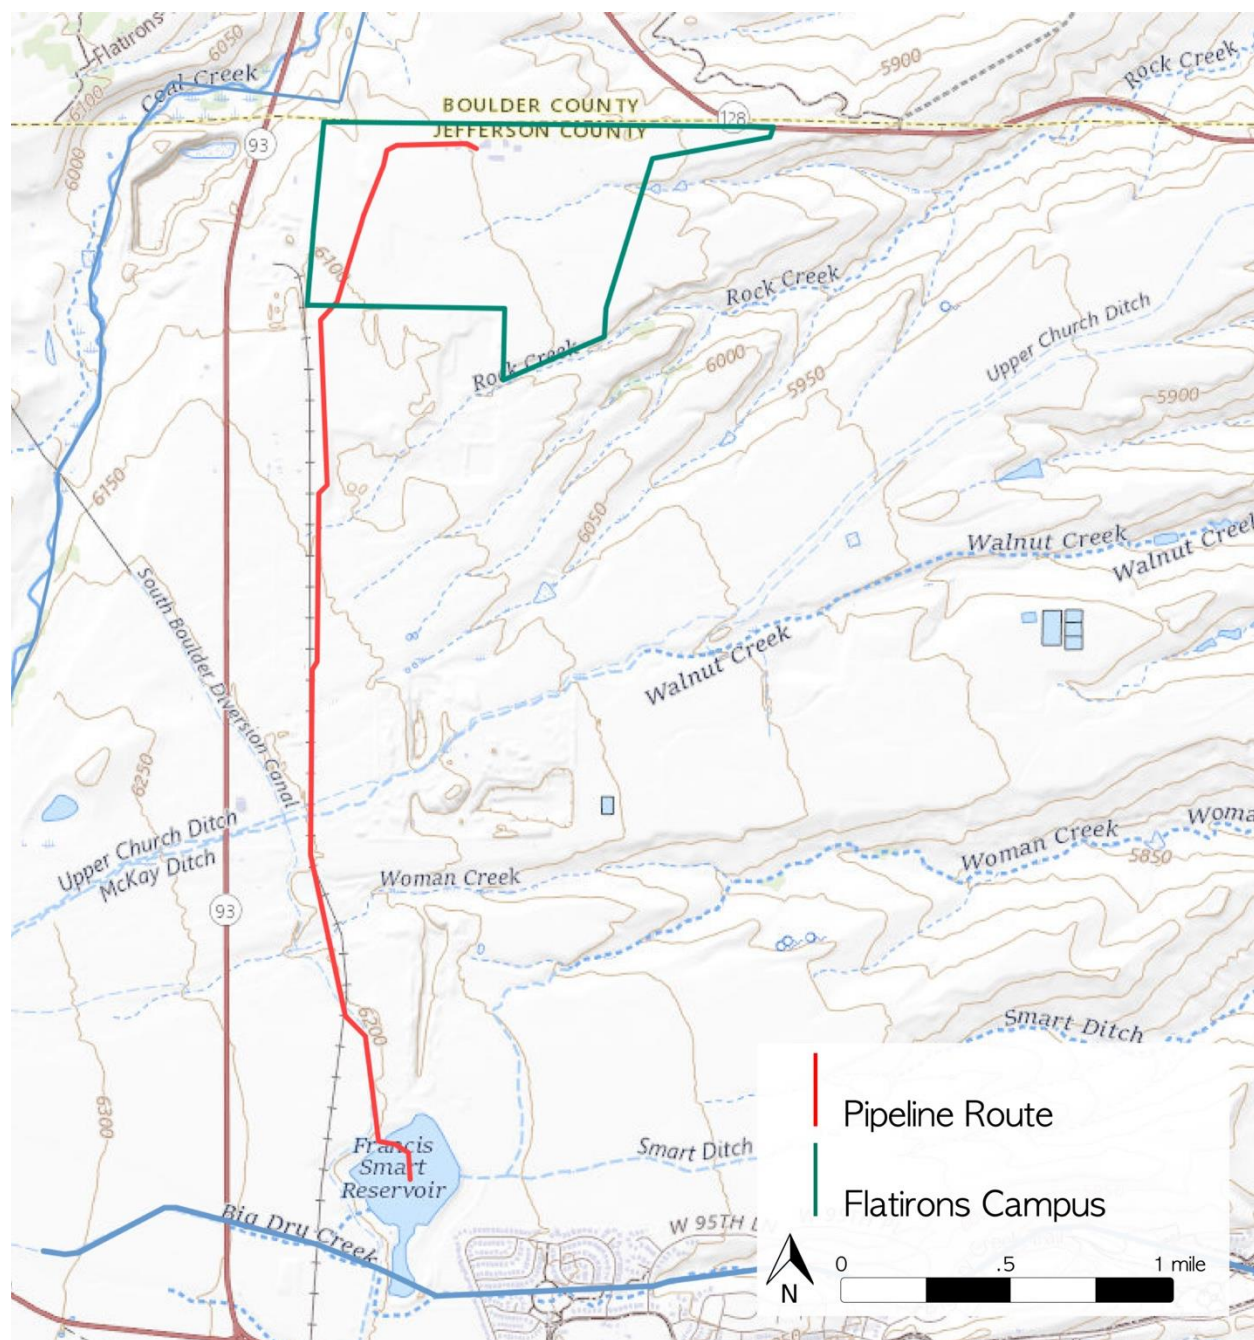 Flatirons
6050
Coal Creek
6100
5900
Rock Creek
BOULDER COUNTY
128
JEFFERSON COUNTY
93
6000
6100
Rock Creek
Upper Church Ditch
Rock Creek
6000
5950
5900
6150
6050
Walnut Creek
Walnut Creek
South Boulder Diversion Canal
Walnut Creek
6250
Upper Church Ditch
McKay Ditch
Woman Creek
Woman Creek
5850
93
6200
Smart Ditch
6300
Francis
Smart
Reservoir
Smart Ditch
Big Dry Creek
W 95TH LN
Pipeline Route
Flatirons Campus
N
0 .5 1 mile